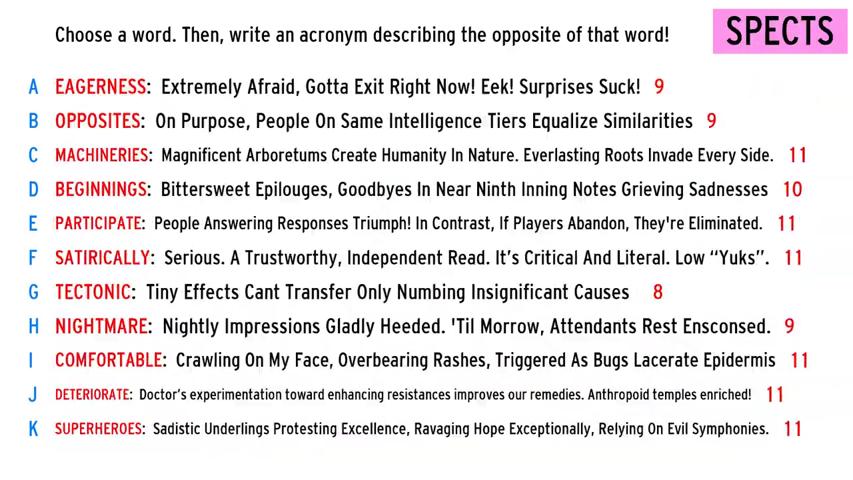 Choose a word. Then, write an acronym describing the opposite of that word!
SPECTS
A EAGERNESS: Extremely Afraid, Gotta Exit Right Now! Eek! Surprises Suck! 9
B OPPOSITES: On Purpose, People On Same Intelligence Tiers Equalize Similarities 9
C MACHINERIES: Magnificent Arboretums Create Humanity In Nature. Everlasting Roots Invade Every Side. 11
D BEGINNINGS: Bittersweet Epilouges, Goodbyes In Near Ninth Inning Notes Grieving Sadnesses 10
E PARTICIPATE: People Answering Responses Triumph! In Contrast, If Players Abandon, They're Eliminated. 11
F SATIRICALLY: Serious. A Trustworthy, Independent Read. It's Critical And Literal. Low “Yuks”. 11
G TECTONIC: Tiny Effects Cant Transfer Only Numbing Insignificant Causes 8
H NIGHTMARE: Nightly Impressions Gladly Heeded. 'Til Morrow, Attendants Rest Ensconsed. 9
I COMFORTABLE: Crawling On My Face, Overbearing Rashes, Triggered As Bugs Lacerate Epidermis 11
J DETERIORATE: Doctor's experimentation toward enhancing resistances improves our remedies. Anthropoid temples enriched! 11
K SUPERHEROES: Sadistic Underlings Protesting Excellence, Ravaging Hope Exceptionally, Relying On Evil Symphonies. 11